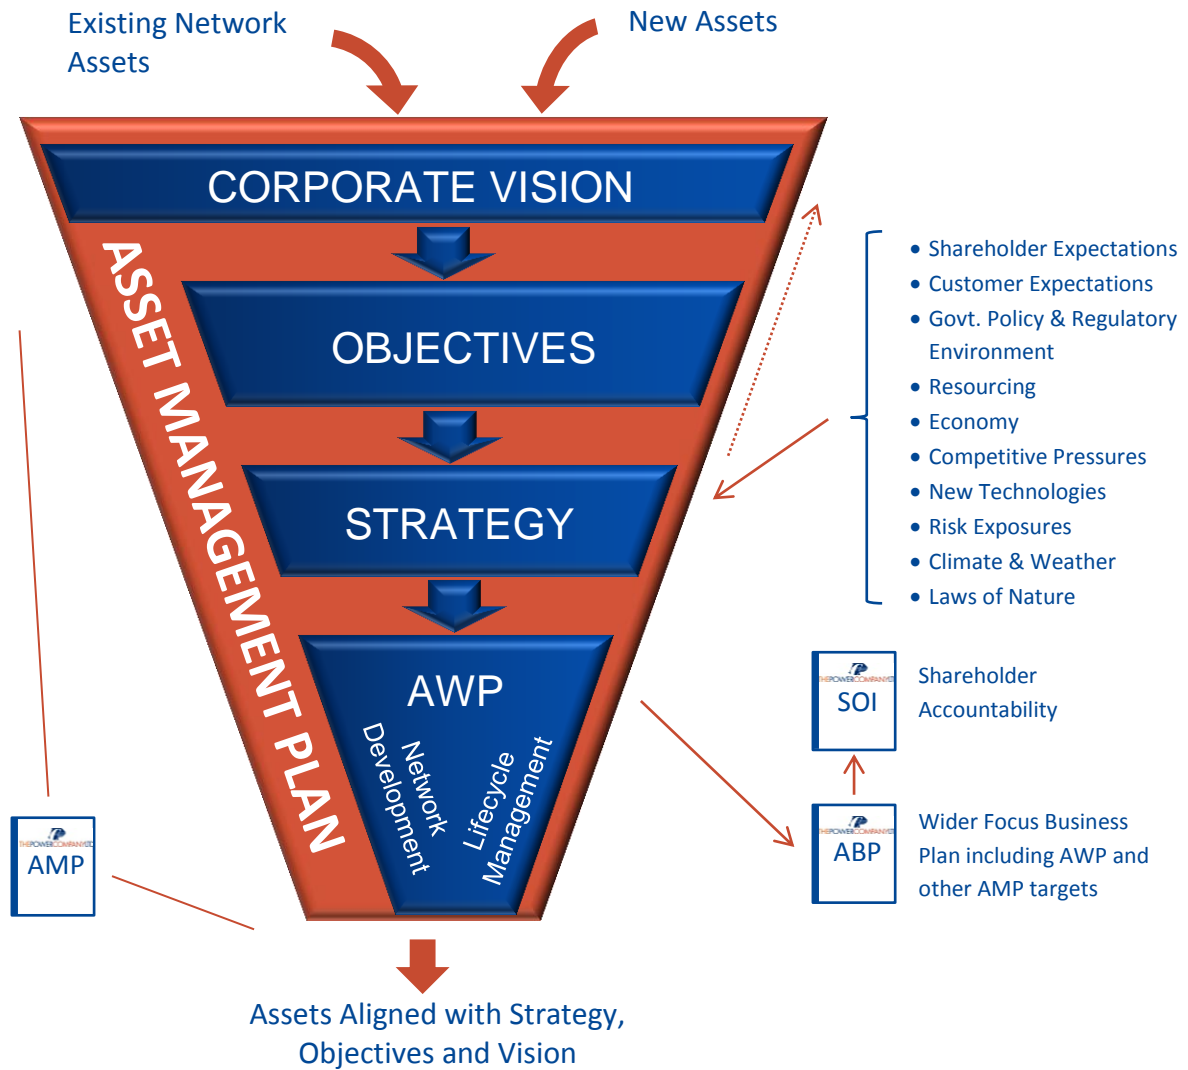 Existing Network
Assets
New Assets
CORPORATE VISION
ASSET MANAGEMENT PLAN
OBJECTIVES
STRATEGY
AWP
Network
Development
Lifecycle
Management
• Shareholder Expectations
• Customer Expectations
• Govt. Policy & Regulatory
Environment
• Resourcing
• Economy
• Competitive Pressures
• New Technologies
• Risk Exposures
• Climate & Weather
• Laws of Nature
THEPOWERCOMPANYLTD
SOI
Shareholder
Accountability
THEPOWERCOMPANYLTD
ABP
Wider Focus Business
Plan including AWP and
other AMP targets
THEPOWERCOMPANYLTD
AMP
Assets Aligned with Strategy,
Objectives and Vision